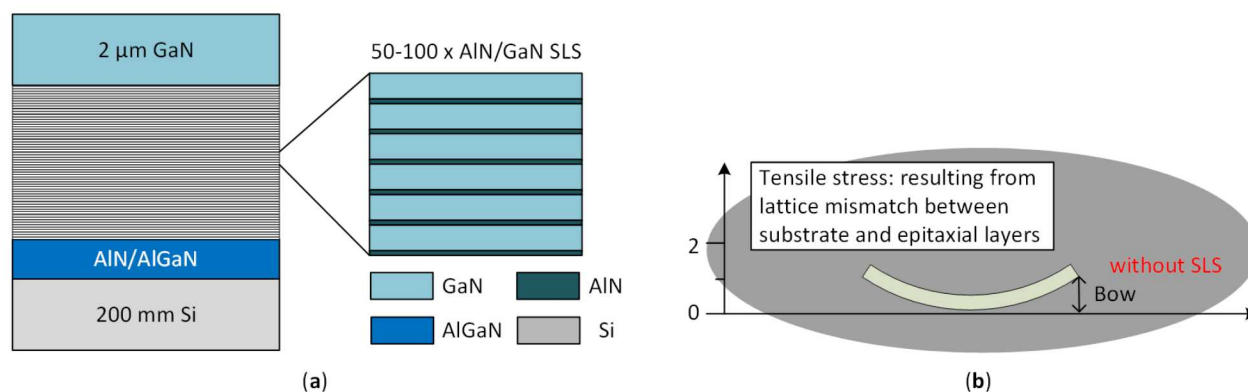 2 μm GaN
AlN/AlGaN
200 mm Si
50-100 x AlN/GaN SLS
GaN
AlN
AlGaN
Si
(a)
Tensile stress: resulting from
lattice mismatch between
substrate and epitaxial layers
2
0
without SLS
Bow
(b)